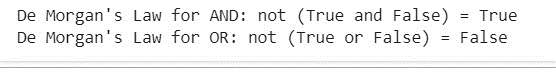 De Morgan's Law for AND: not (True and False) = True
De Morgan's Law for OR: not (True or False) = False